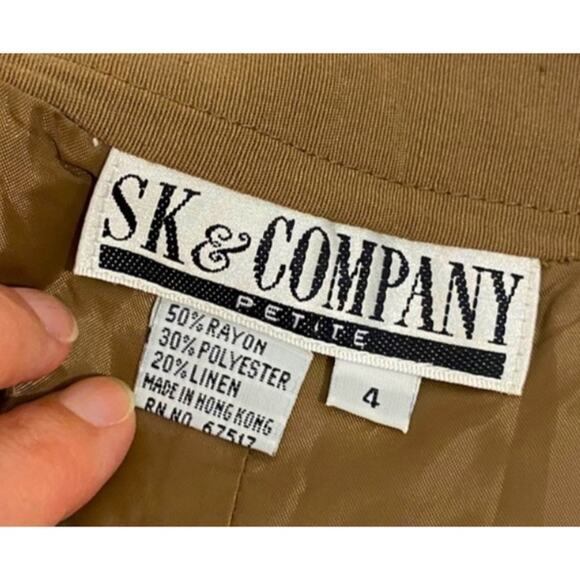 SK & COMPANY
PETITE
50% RAYON
30% POLYESTER
20% LINEN
MADE IN HONG KONG
RN.NO. 67517
4